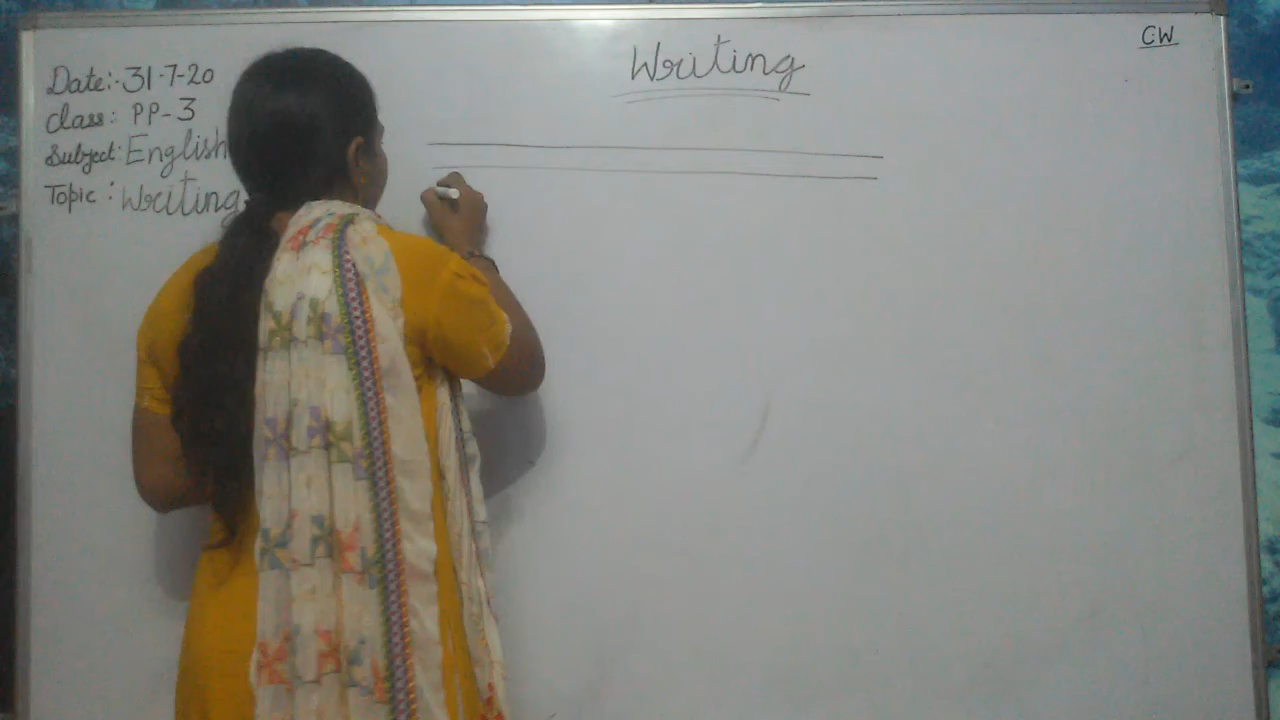 Writing
CW
Date:- 31-7-20
Class: PP-3
Subject: English
Topic: Writing